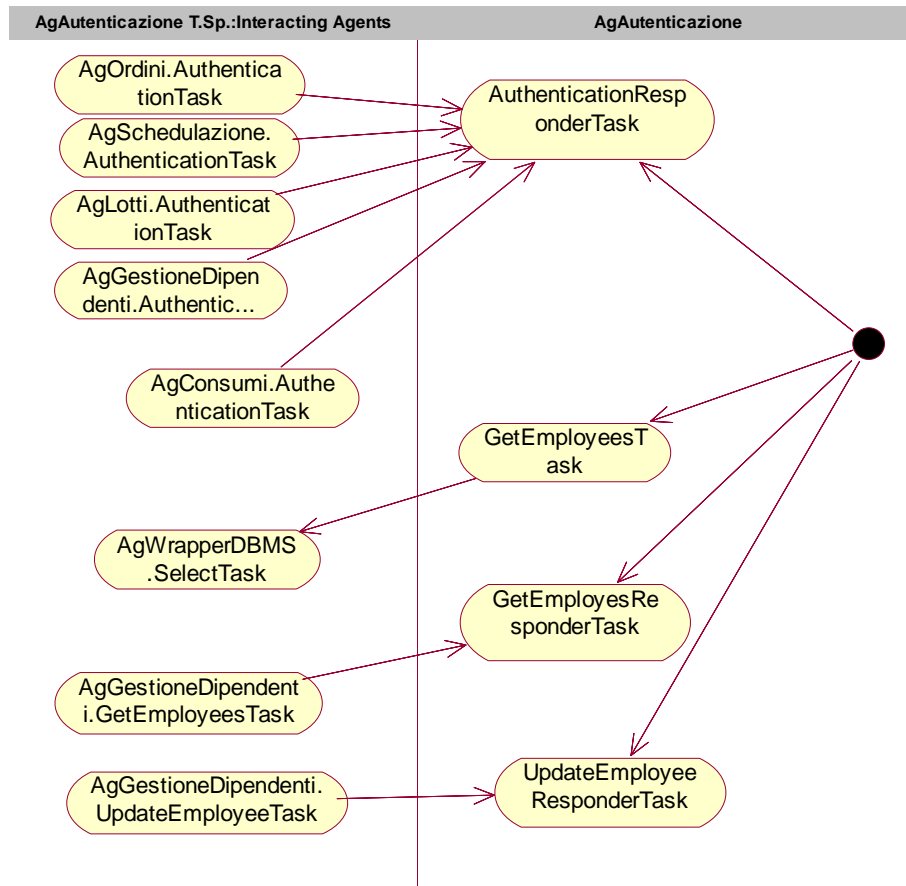 AgAutenticazione T.Sp.:Interacting Agents
AgAutenticazione
AgOrdini.Authentica
tionTask
AgSchedulazione.
AuthenticationTask
AgLotti.Authenticat
ionTask
AgGestioneDipen
denti.Authentic...
AgConsumi.Authe
nticationTask
AgWrapperDBMS
.SelectTask
AgGestioneDipendent
i.GetEmployeesTask
AgGestioneDipendenti.
UpdateEmployeeTask
AuthenticationResp
onderTask
GetEmployeesT
ask
GetEmployesRe
sponderTask
UpdateEmployee
ResponderTask